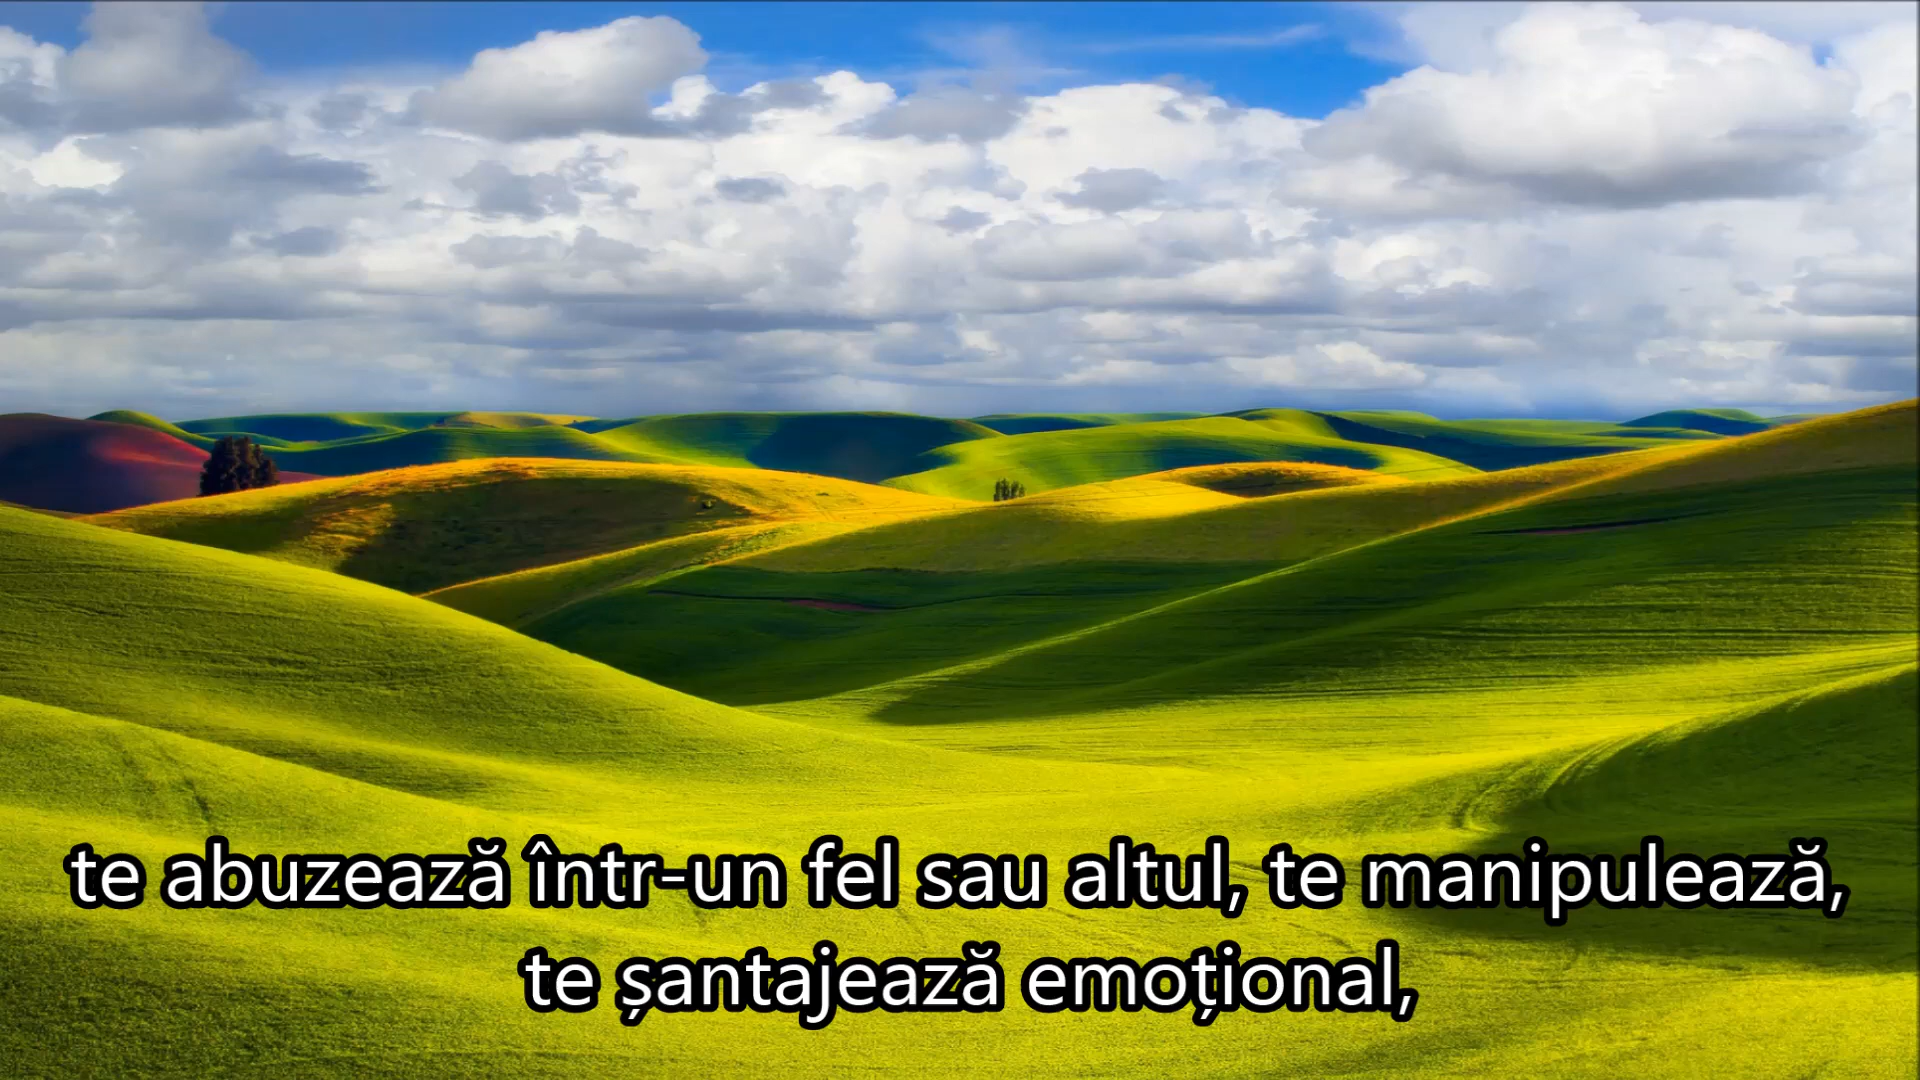 te abuzează într-un fel sau altul, te manipulează,
te șantajează emoțional,